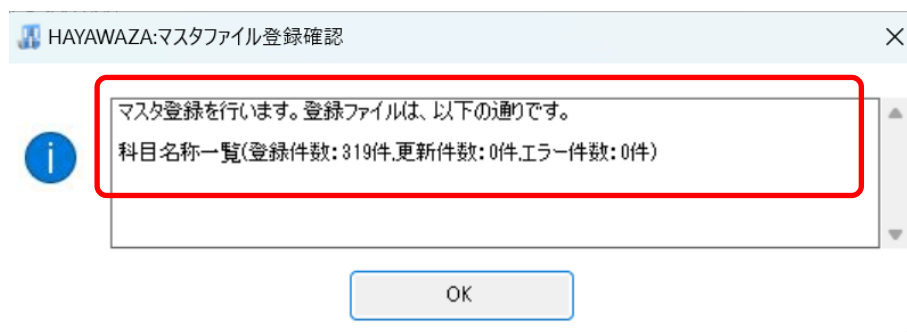 HAYAWAZA:マスタファイル登録確認
マスタ登録を行います。登録ファイルは、以下の通りです。
科目名称一覧(登録件数:319件,更新件数:0件,エラー件数:0件)
OK